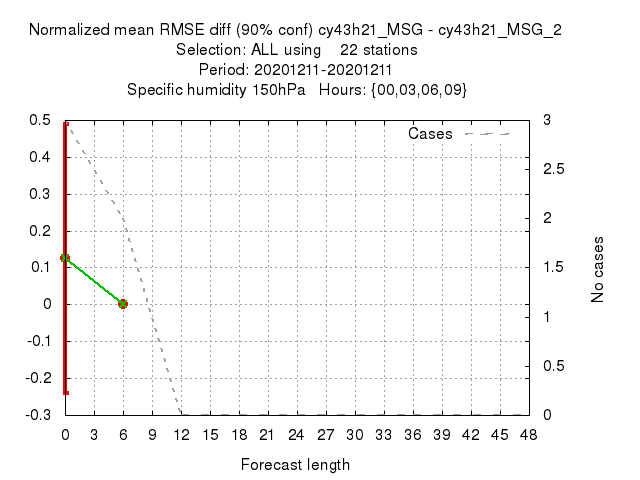 Normalized mean RMSE diff (90% conf) cy43h21_MSG - cy43h21_MSG_2
Selection: ALL using    22 stations
Period: 20201211-20201211
Specific humidity 150hPa   Hours: {00,03,06,09}
Cases
0.5
0.4
0.3
0.2
0.1
0
-0.1
-0.2
-0.3
3
2.5
2
1.5
1
0.5
0
No cases
0 3 6 9 12 15 18 21 24 27 30 33 36 39 42 45 48
Forecast length